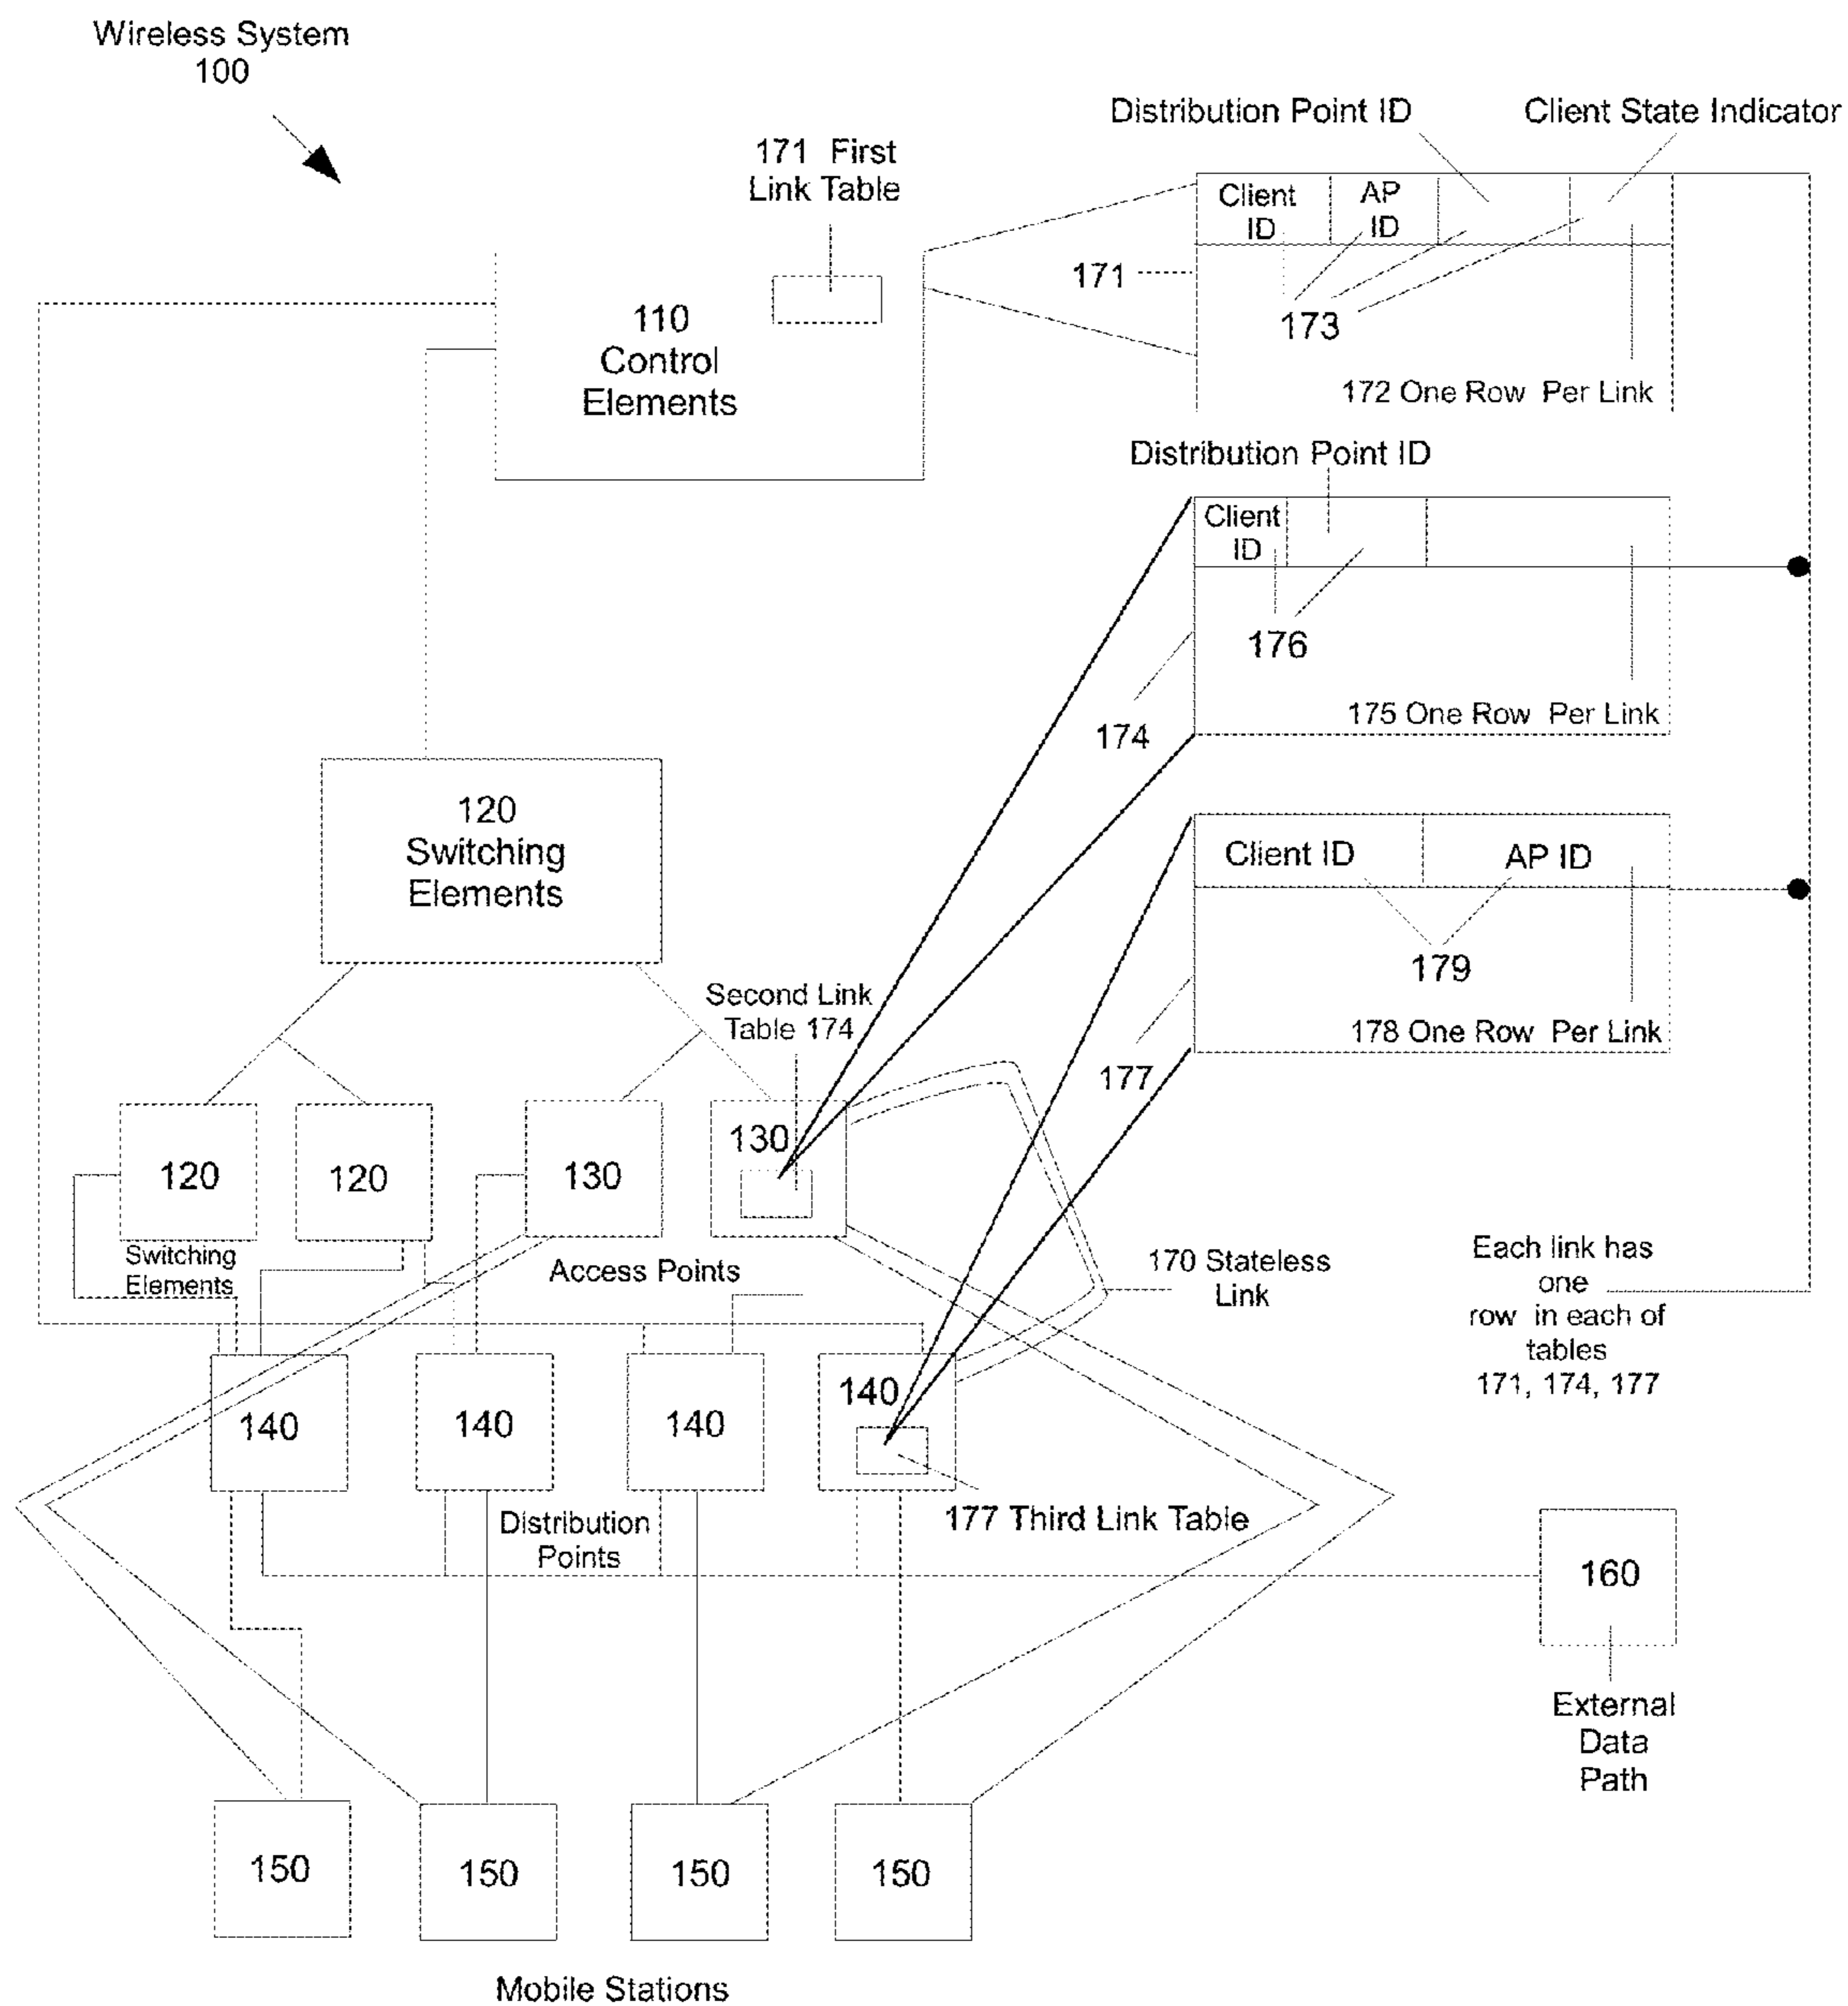 Wireless System
100
171 First
Link Table
110
Control
Elements
Distribution Point ID
Client State Indicator
Client
ID
AP
ID
171
173
172 One Row Per Link
Distribution Point ID
Client
ID
176
174
175 One Row Per Link
120
Switching
Elements
Client ID
AP ID
179
177
178 One Row Per Link
Second Link
Table 174
120
120
130
130
Switching
Elements
Access Points
170 Stateless
Link
Each link has
one
row in each of
tables
171, 174, 177
140
140
140
140
Distribution
Points
177 Third Link Table
160
External
Data
Path
150
150
150
150
Mobile Stations